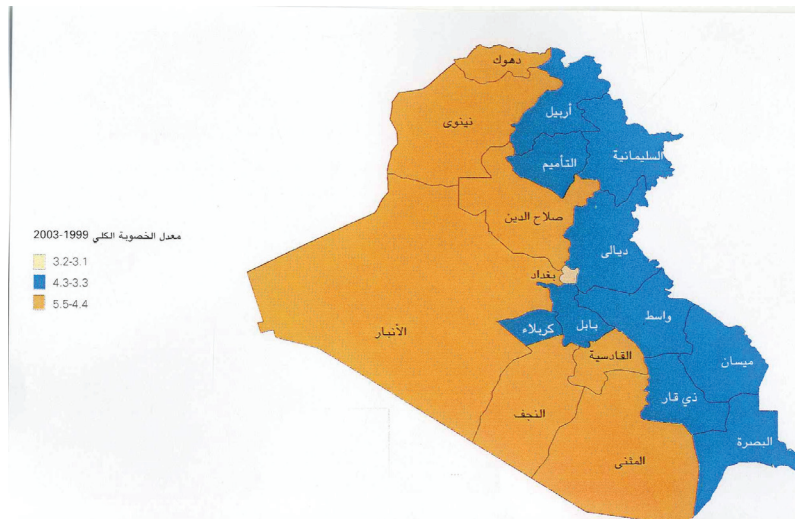 دهوك
نينوى
أربيل
السليمانية
التأميم
صلاح الدين
ديالى
بغداد
الأنبار
كربلاء
بابل
واسط
القادسية
ميسان
النجف
ذي قار
المثنى
البصرة
معدل الخصوبة الكلي 1999-2003
3.2-3.1
4.3-3.3
5.5-4.4